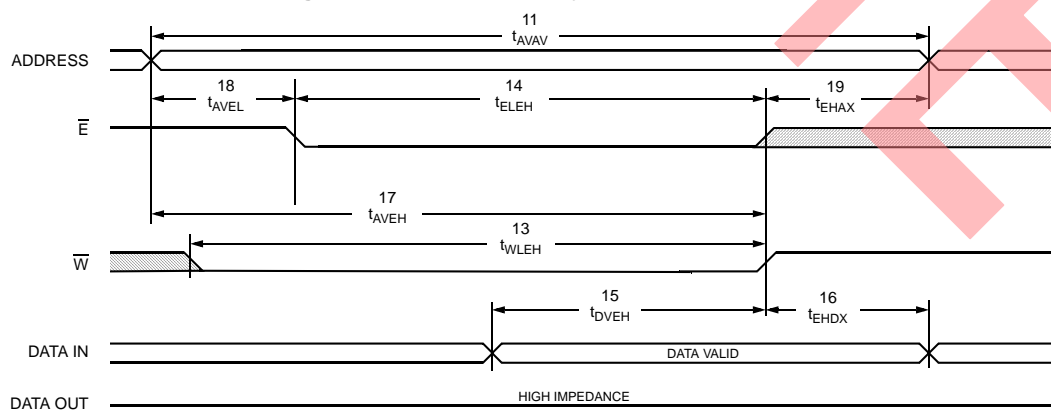 11
tAVAV
ADDRESS
18
tAVEL
14
tELEH
19
tEHAX
E
17
tAVEH
13
tWLEH
W
15
tDVEH
16
tEHDX
DATA IN
DATA VALID
DATA OUT
HIGH IMPEDANCE